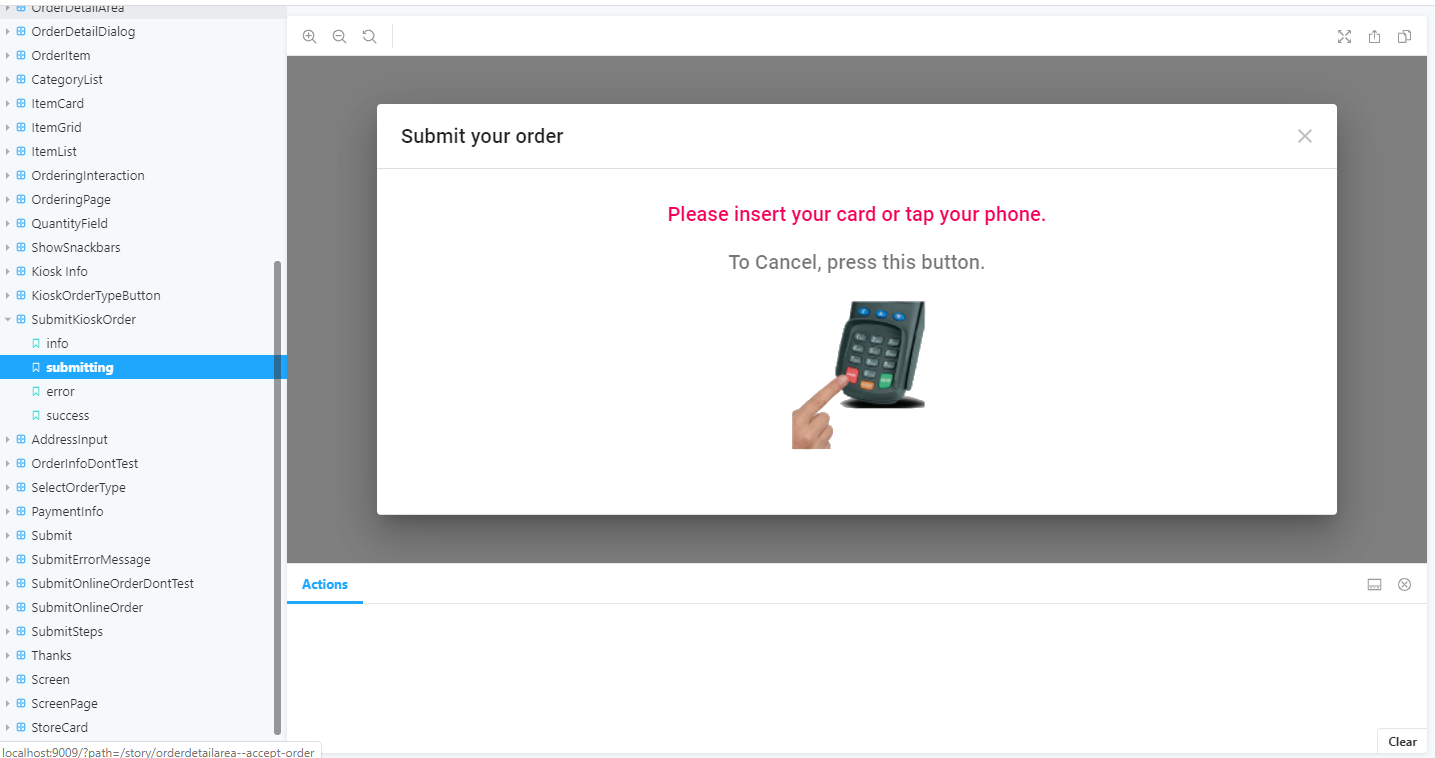 OrderDetailArea
OrderDetailDialog
OrderItem
CategoryList
ItemCard
ItemGrid
ItemList
OrderingInteraction
OrderingPage
QuantityField
ShowSnackbars
Kiosk Info
KioskOrderTypeButton
SubmitKioskOrder
info
submitting
error
success
AddressInput
OrderInfoDontTest
SelectOrderType
PaymentInfo
Submit
SubmitErrorMessage
SubmitOnlineOrderDontTest
SubmitOnlineOrder
SubmitSteps
Thanks
Screen
ScreenPage
StoreCard
localhost:9009/?path=/story/orderdetailarea--accept-order
Submit your order
Please insert your card or tap your phone.
To Cancel, press this button.
Actions
Clear